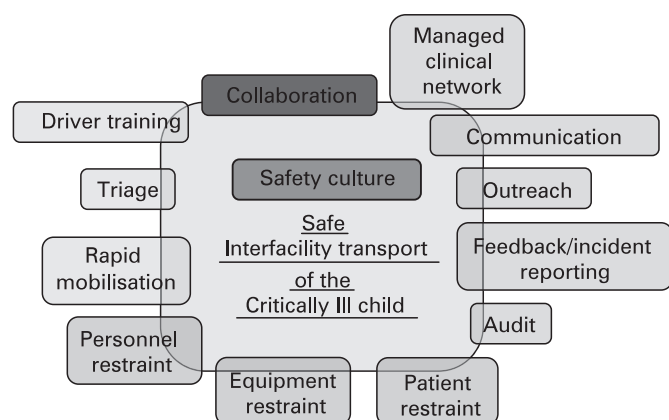 Managed
clinical
network
Collaboration
Driver training
Communication
Safety culture
Triage
Outreach
Safe
Interfacility transport
of the
Critically Ill child
Rapid
mobilisation
Feedback/incident
reporting
Personnel
restraint
Audit
Equipment
restraint
Patient
restraint